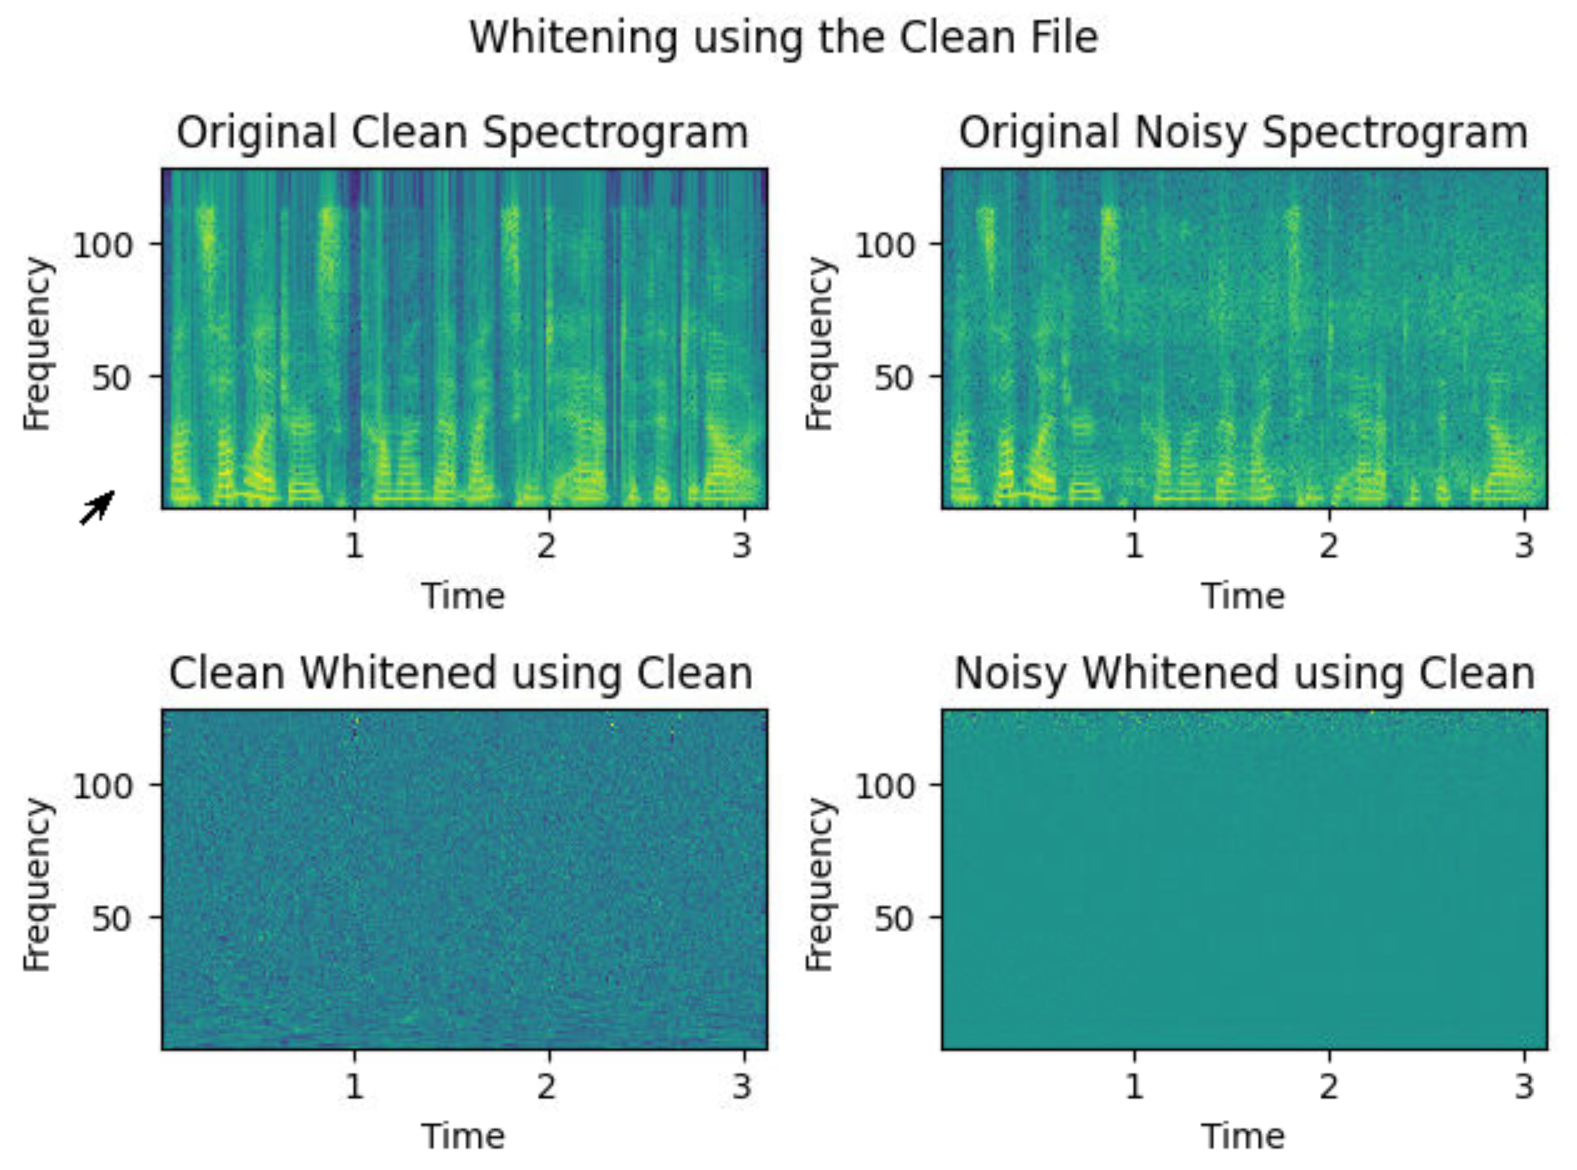 Whitening using the Clean File
Original Clean Spectrogram
Frequency
100
50
1 2 3
Time
Original Noisy Spectrogram
Frequency
100
50
1 2 3
Time
Clean Whitened using Clean
Frequency
100
50
1 2 3
Time
Noisy Whitened using Clean
Frequency
100
50
1 2 3
Time